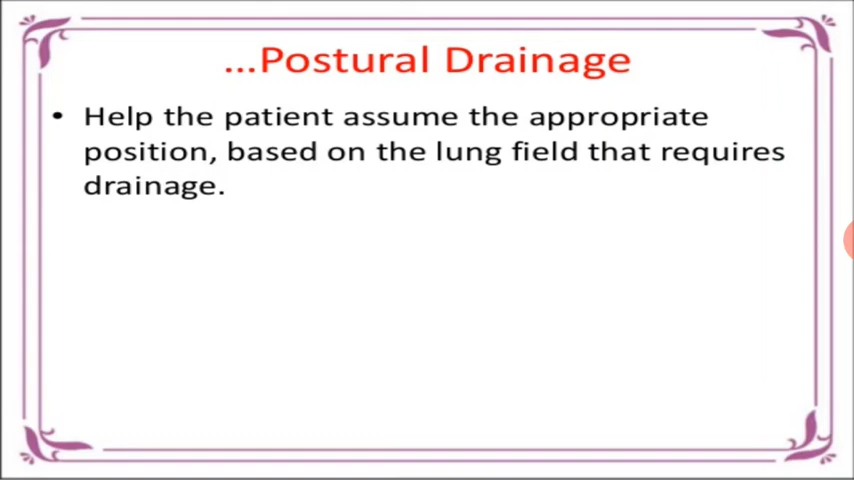 ...Postural Drainage
• Help the patient assume the appropriate
position, based on the lung field that requires
drainage.